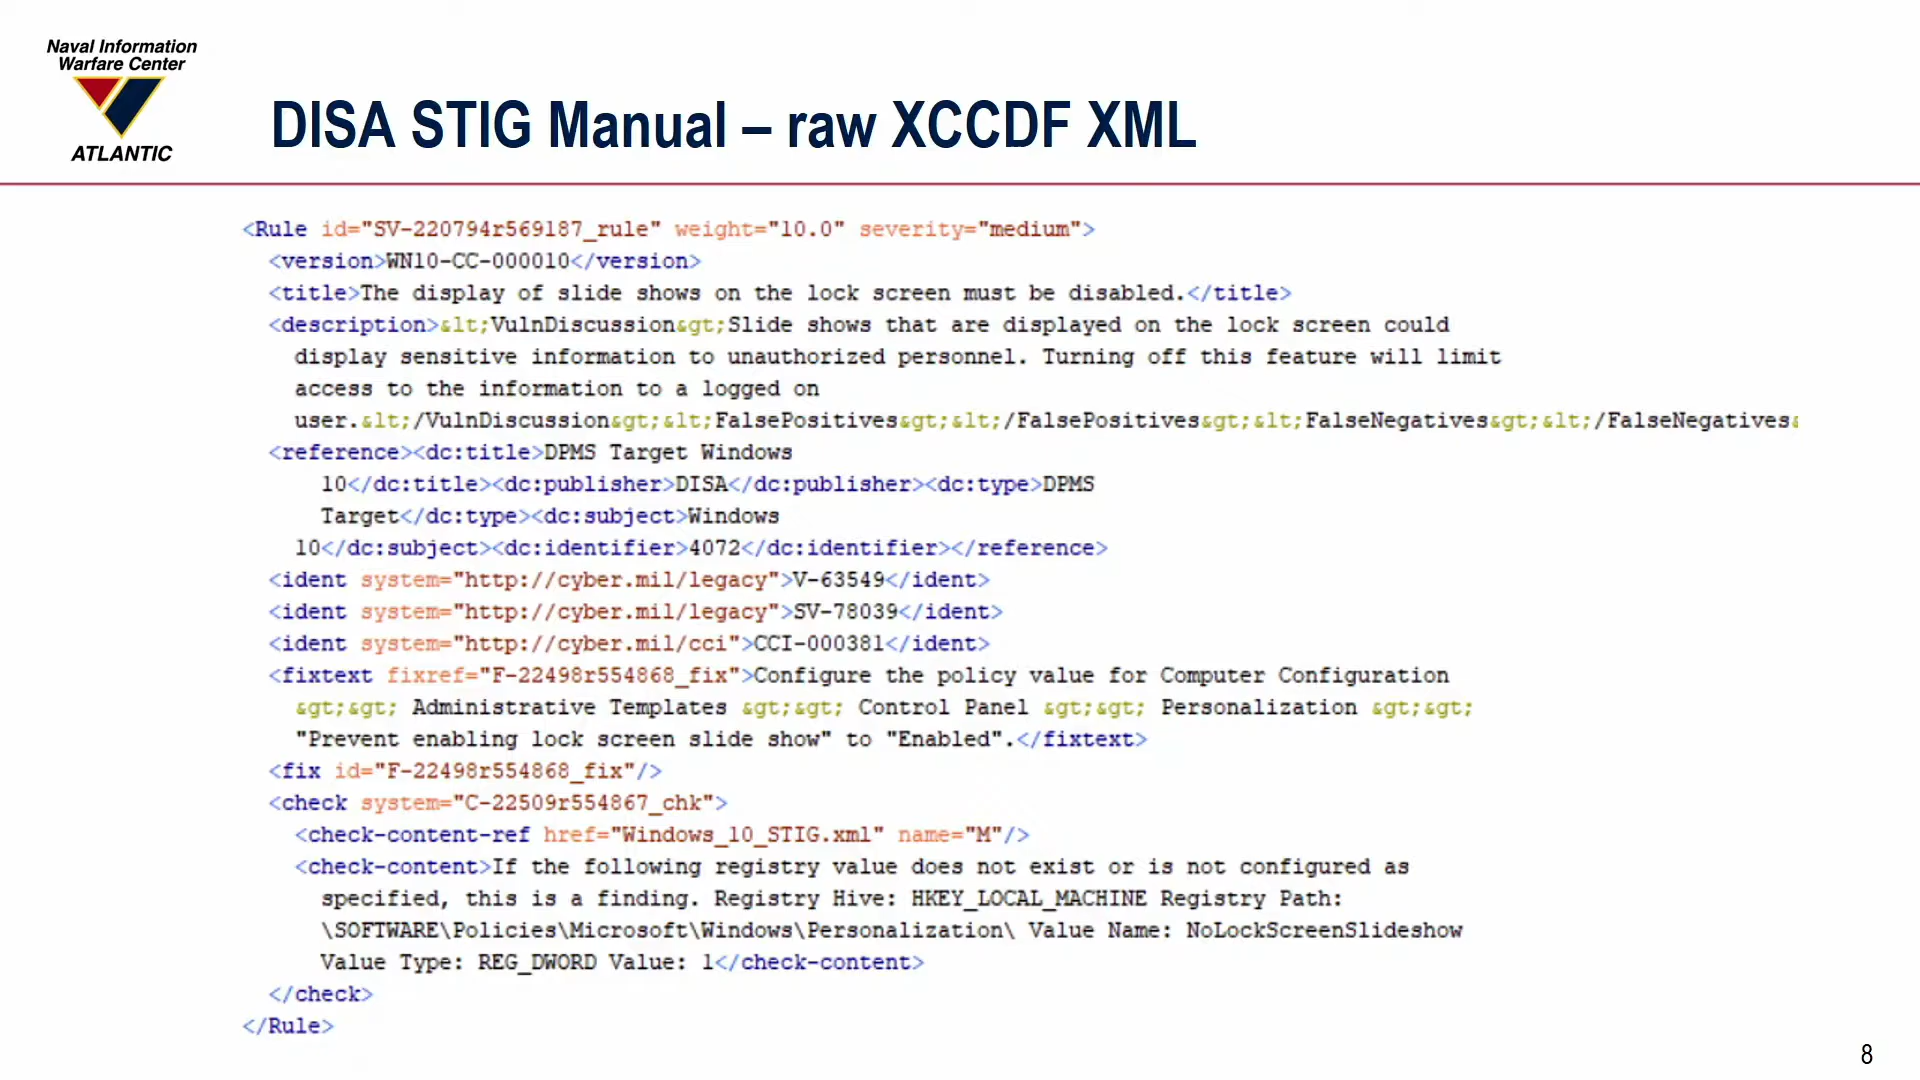 Naval Information
Warfare Center
ATLANTIC
DISA STIG Manual – raw XCCDF XML
<Rule id="SV-220794r569187_rule" weight="10.0" severity="medium">
<version>WN10-CC-000010</version>
<title>The display of slide shows on the lock screen must be disabled.</title>
<description>&lt;VulnDiscussion&gt;Slide shows that are displayed on the lock screen could
display sensitive information to unauthorized personnel. Turning off this feature will limit
access to the information to a logged on
user.&lt;/VulnDiscussion&gt;&lt;FalsePositives&gt;&lt;/FalsePositives&gt;&lt;FalseNegatives&gt;&lt;/FalseNegatives&
<reference><dc:title>DPMS Target Windows
10</dc:title><dc:publisher>DISA</dc:publisher><dc:type>DPMS
Target</dc:type><dc:subject>Windows
10</dc:subject><dc:identifier>4072</dc:identifier></reference>
<ident system="http://cyber.mil/legacy">V-63549</ident>
<ident system="http://cyber.mil/legacy">SV-78039</ident>
<ident system="http://cyber.mil/cci">CCI-000381</ident>
<fixtext fixref="F-22498r554868_fix">Configure the policy value for Computer Configuration
&gt;&gt; Administrative Templates &gt;&gt; Control Panel &gt;&gt; Personalization &gt;&gt;
"Prevent enabling lock screen slide show" to "Enabled".</fixtext>
<fix id="F-22498r554868_fix"/>
<check system="C-22509r554867_chk">
<check-content-ref href="Windows_10_STIG.xml" name="M"/>
<check-content>If the following registry value does not exist or is not configured as
specified, this is a finding. Registry Hive: HKEY_LOCAL_MACHINE Registry Path:
\SOFTWARE\Policies\Microsoft\Windows\Personalization\ Value Name: NoLockScreenSlideshow
Value Type: REG_DWORD Value: 1</check-content>
</check>
</Rule>
8